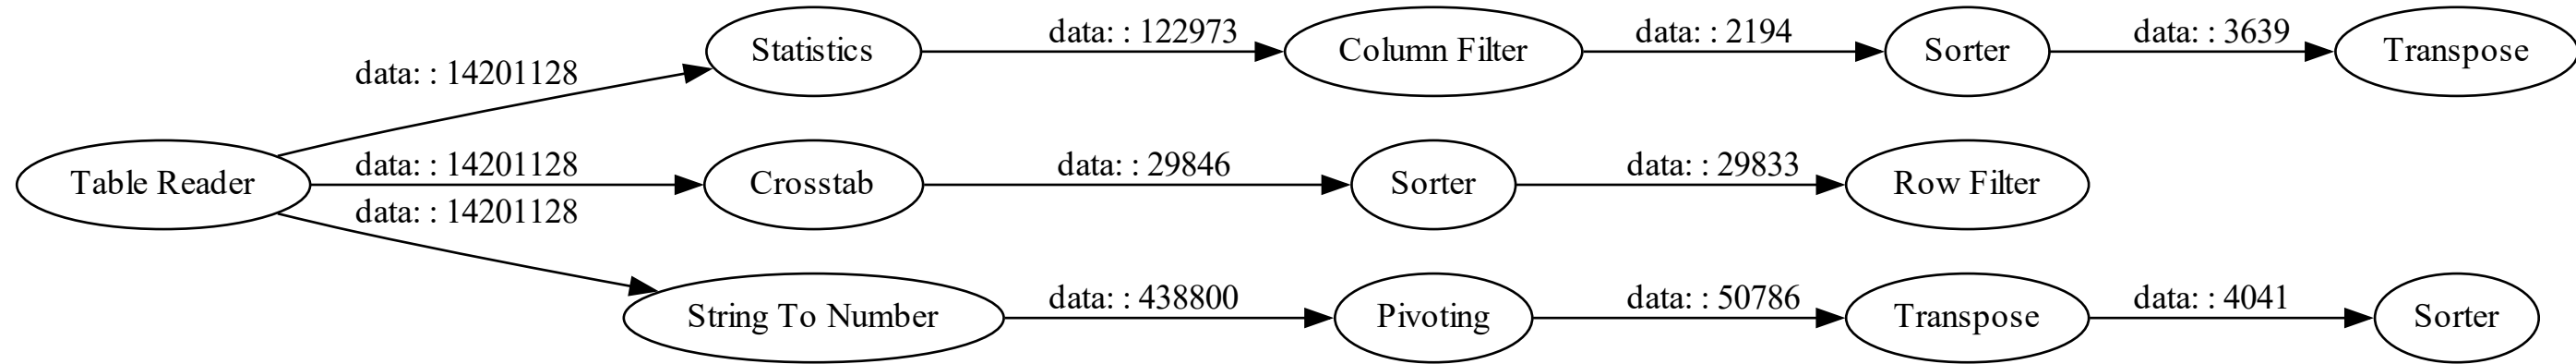 Table Reader
data: : 14201128
Statistics
data: : 122973
Column Filter
data: : 2194
Sorter
data: : 3639
Transpose
data: : 14201128
Crosstab
data: : 29846
Sorter
data: : 29833
Row Filter
data: : 14201128
String To Number
data: : 438800
Pivoting
data: : 50786
Transpose
data: : 4041
Sorter